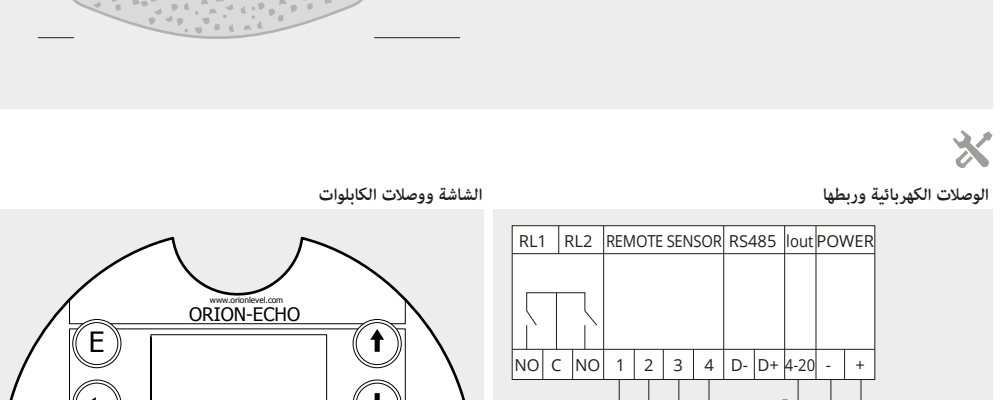 الوصلات الكهربائية وربطها
الشاشة ووصلات الكابلوات
RL1 RL2 REMOTE SENSOR RS485 Iout POWER
NO C NO 1 2 3 4 D- D+ 4-20 - +
www.orionlevel.com
ORION-ECHO
E